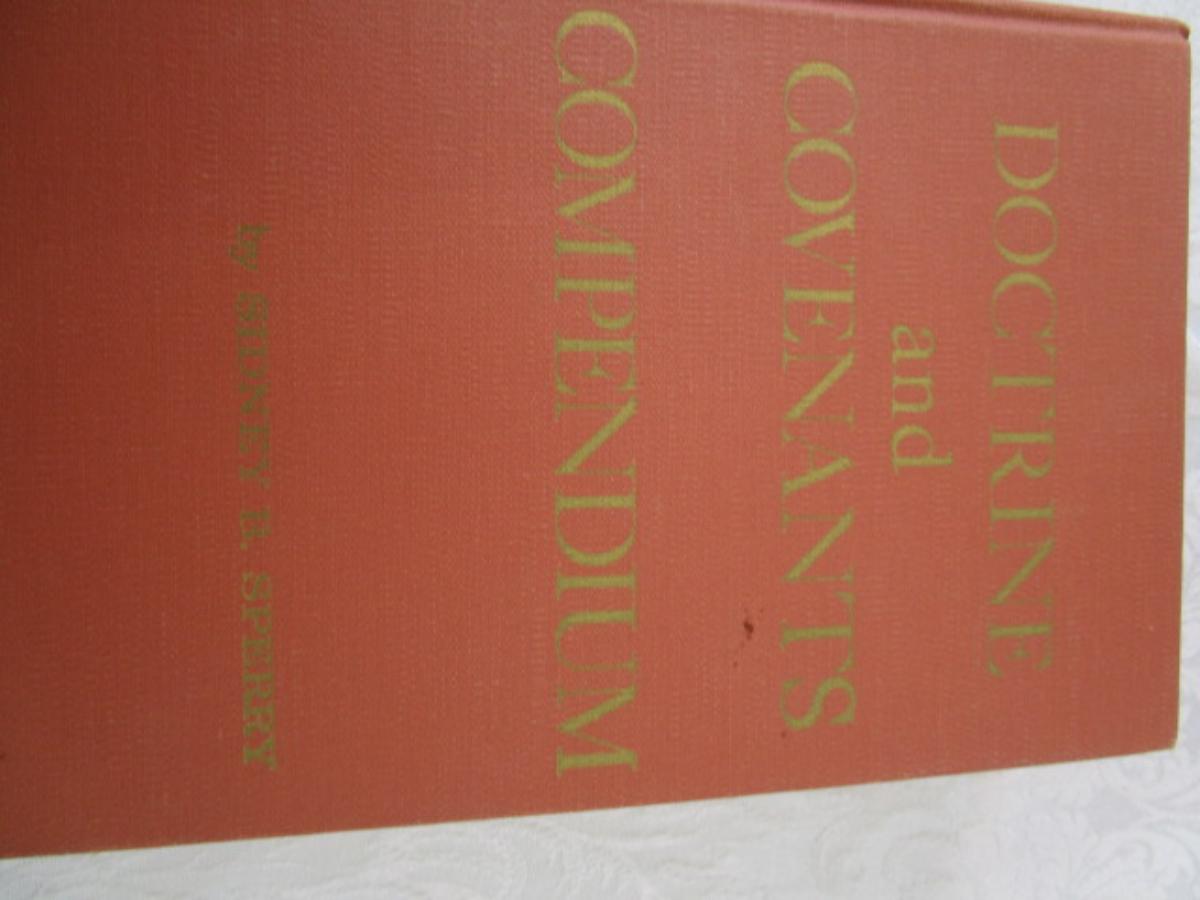 DOCTRINE
and
COVENANTS
COMPENDIUM
by SIDNEY B. SPERRY